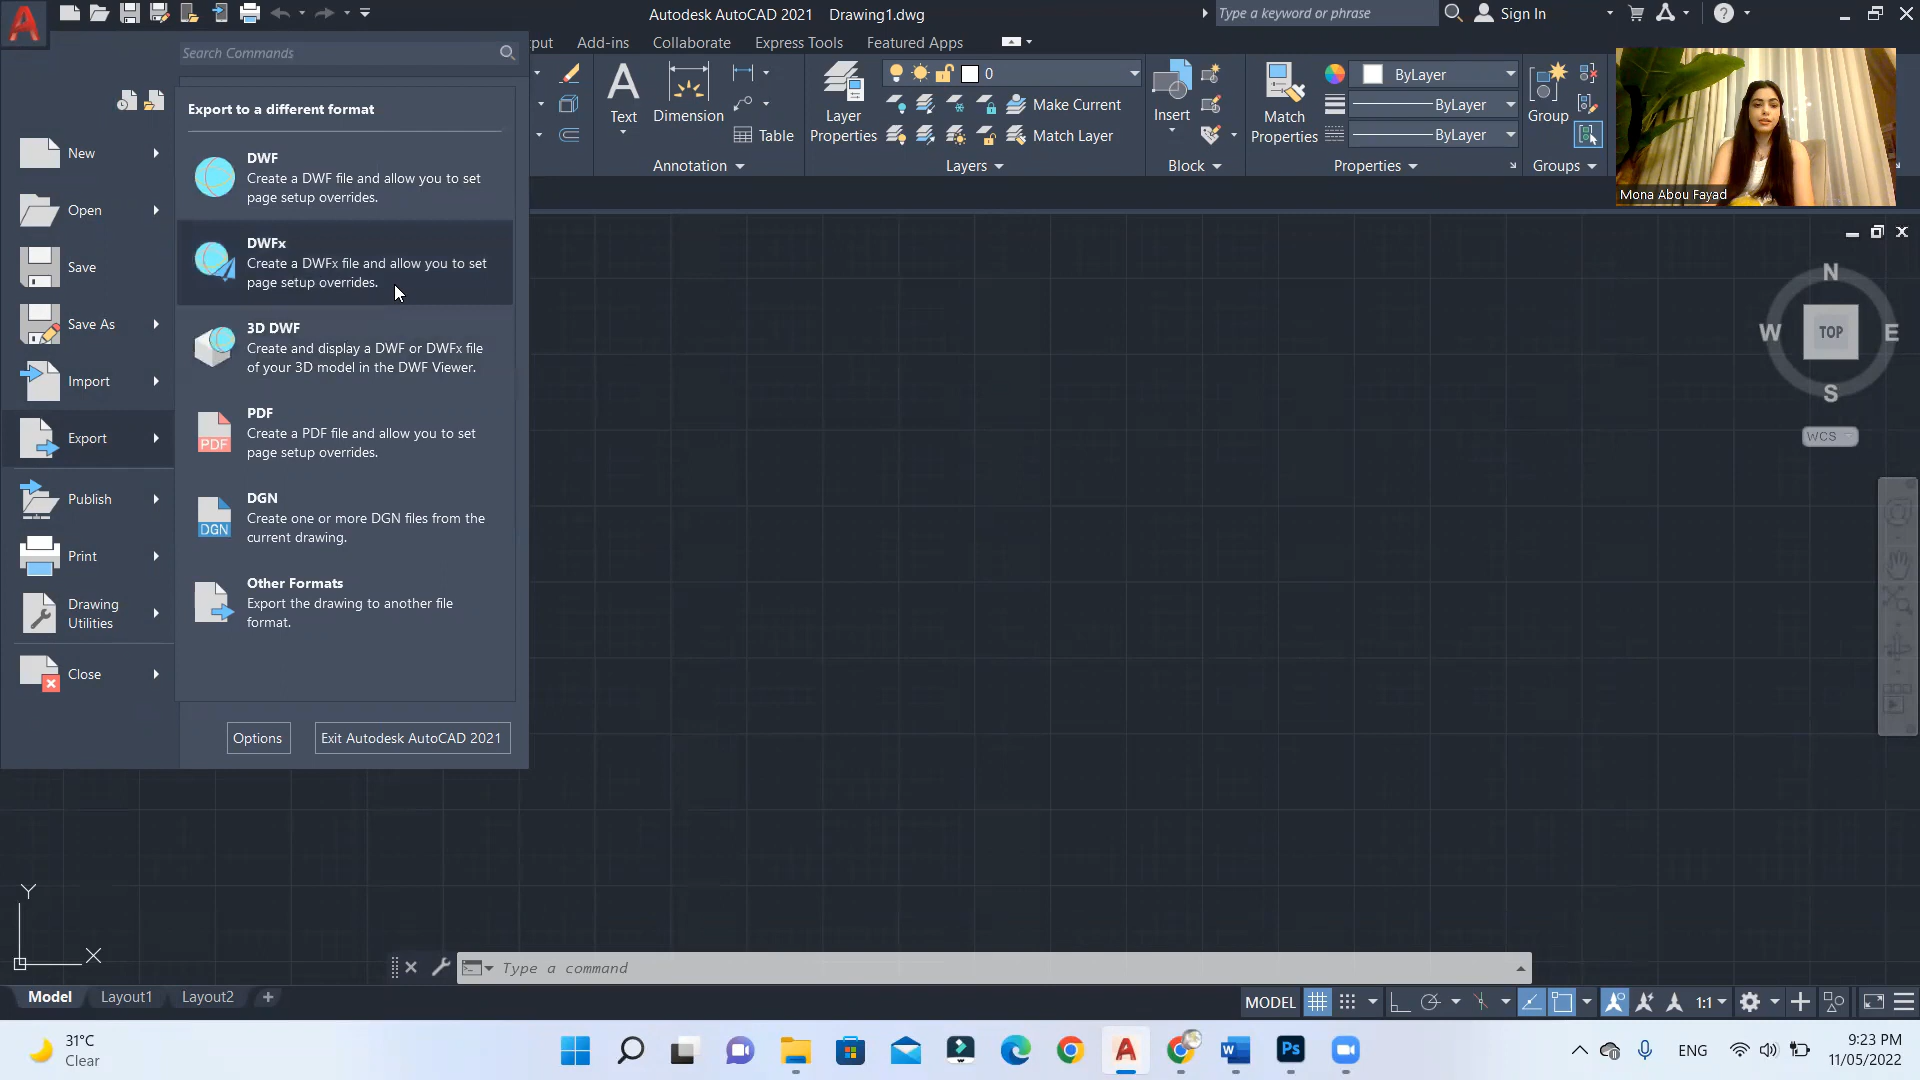 Autodesk AutoCAD 2021 Drawing1.dwg
Type a keyword or phrase
Sign In
Search Commands
put
Add-ins
Collaborate
Express Tools
Featured Apps
Export to a different format
New
Open
Save
Save As
Import
Export
Publish
Print
Drawing
Utilities
Close
DWF
Create a DWF file and allow you to set
page setup overrides.
DWFx
Create a DWFx file and allow you to set
page setup overrides.
3D DWF
Create and display a DWF or DWFx file
of your 3D model in the DWF Viewer.
PDF
PDF
Create a PDF file and allow you to set
page setup overrides.
DGN
DGN
Create one or more DGN files from the
current drawing.
Other Formats
Export the drawing to another file
format.
Options
Exit Autodesk AutoCAD 2021
Text
Dimension
Table
Annotation
Layer
Properties
0
Make Current
Match Layer
Layers
Insert
Block
Match
Properties
ByLayer
ByLayer
ByLayer
Properties
Group
Groups
Mona Abou Fayad
N
W
TOP
E
S
WCS
Y
X
Type a command
Model
Layout1
Layout2
MODEL
1:1
31°C
Clear
Ps
ENG
9:23 PM
11/05/2022